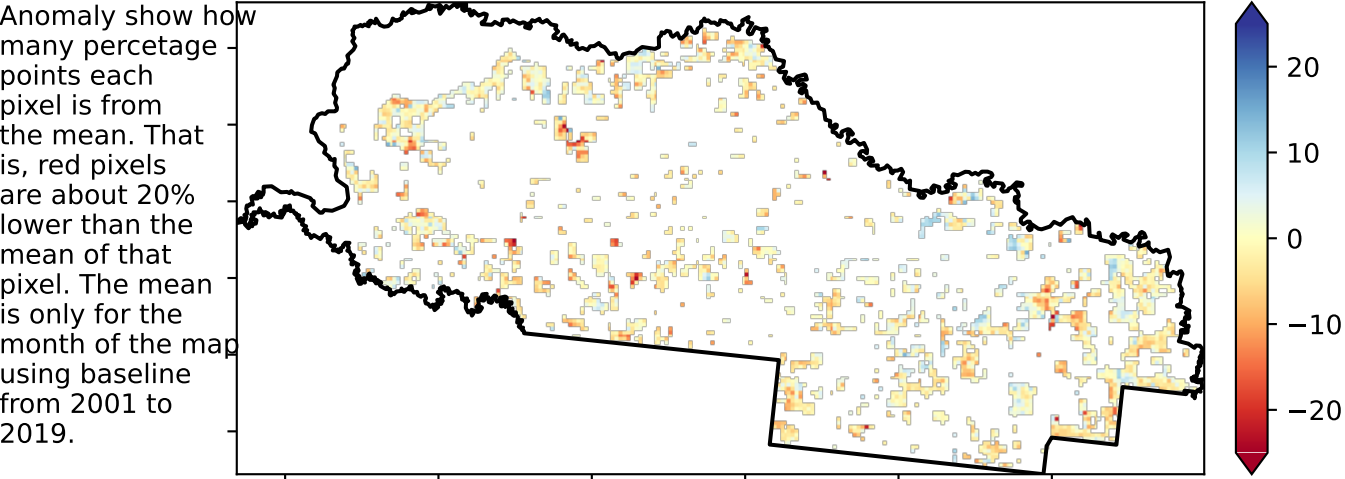 Anomaly show how
many percetage
points each
pixel is from
the mean. That
is, red pixels
are about 20%
lower than the
mean of that
pixel. The mean
is only for the
month of the map
using baseline
from 2001 to
2019.
20
10
0
−10
−20